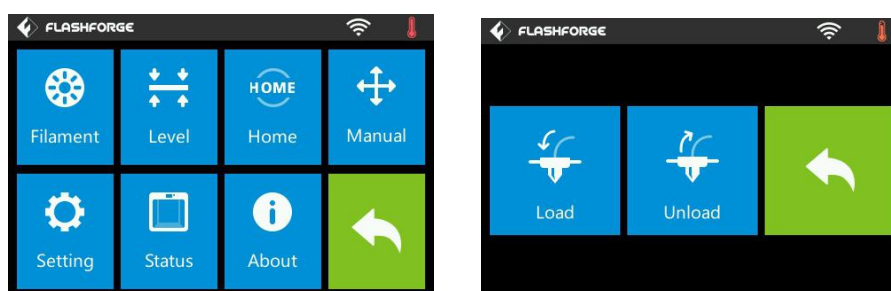 FLASHFORGE
Filament Level Home Manual
HOME
Setting Status About
FLASHFORGE
Load Unload